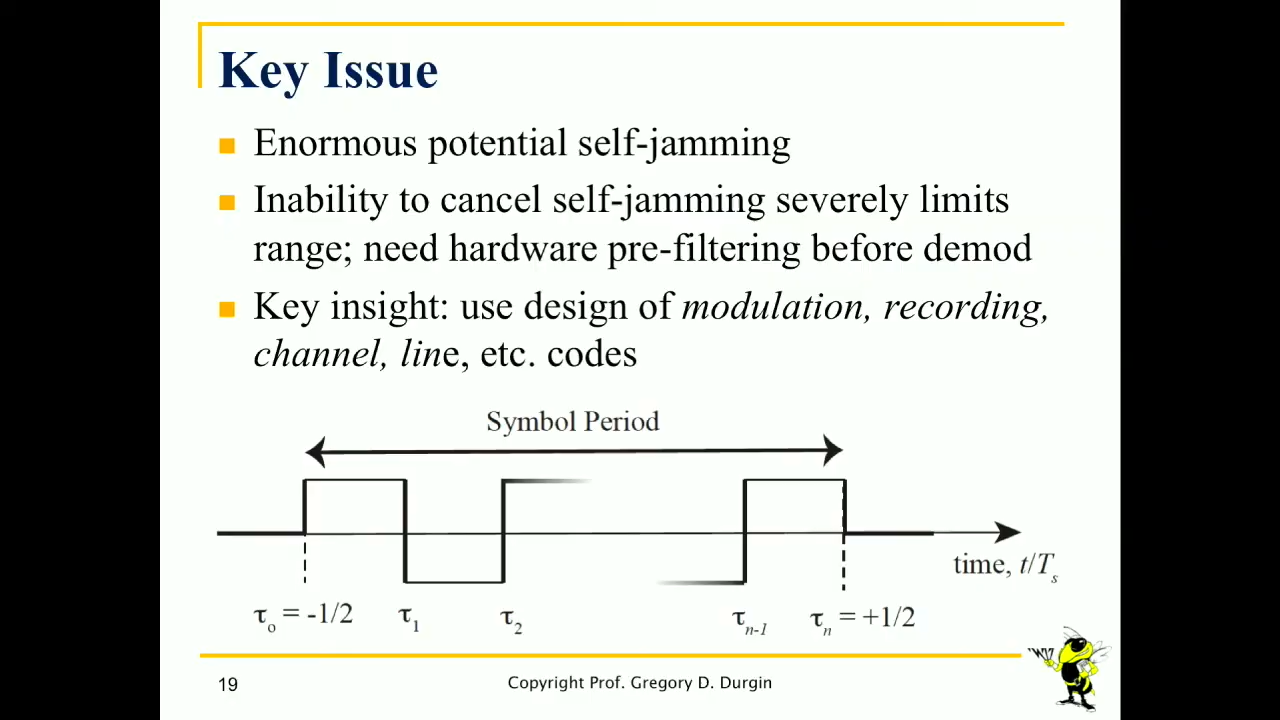 Key Issue
Enormous potential self-jamming
Inability to cancel self-jamming severely limits
range; need hardware pre-filtering before demod
Key insight: use design of modulation, recording,
channel, line, etc. codes
Symbol Period
time, t/Ts
τo = -1/2
τ1
τ2
τn-1
τn = +1/2
19
Copyright Prof. Gregory D. Durgin